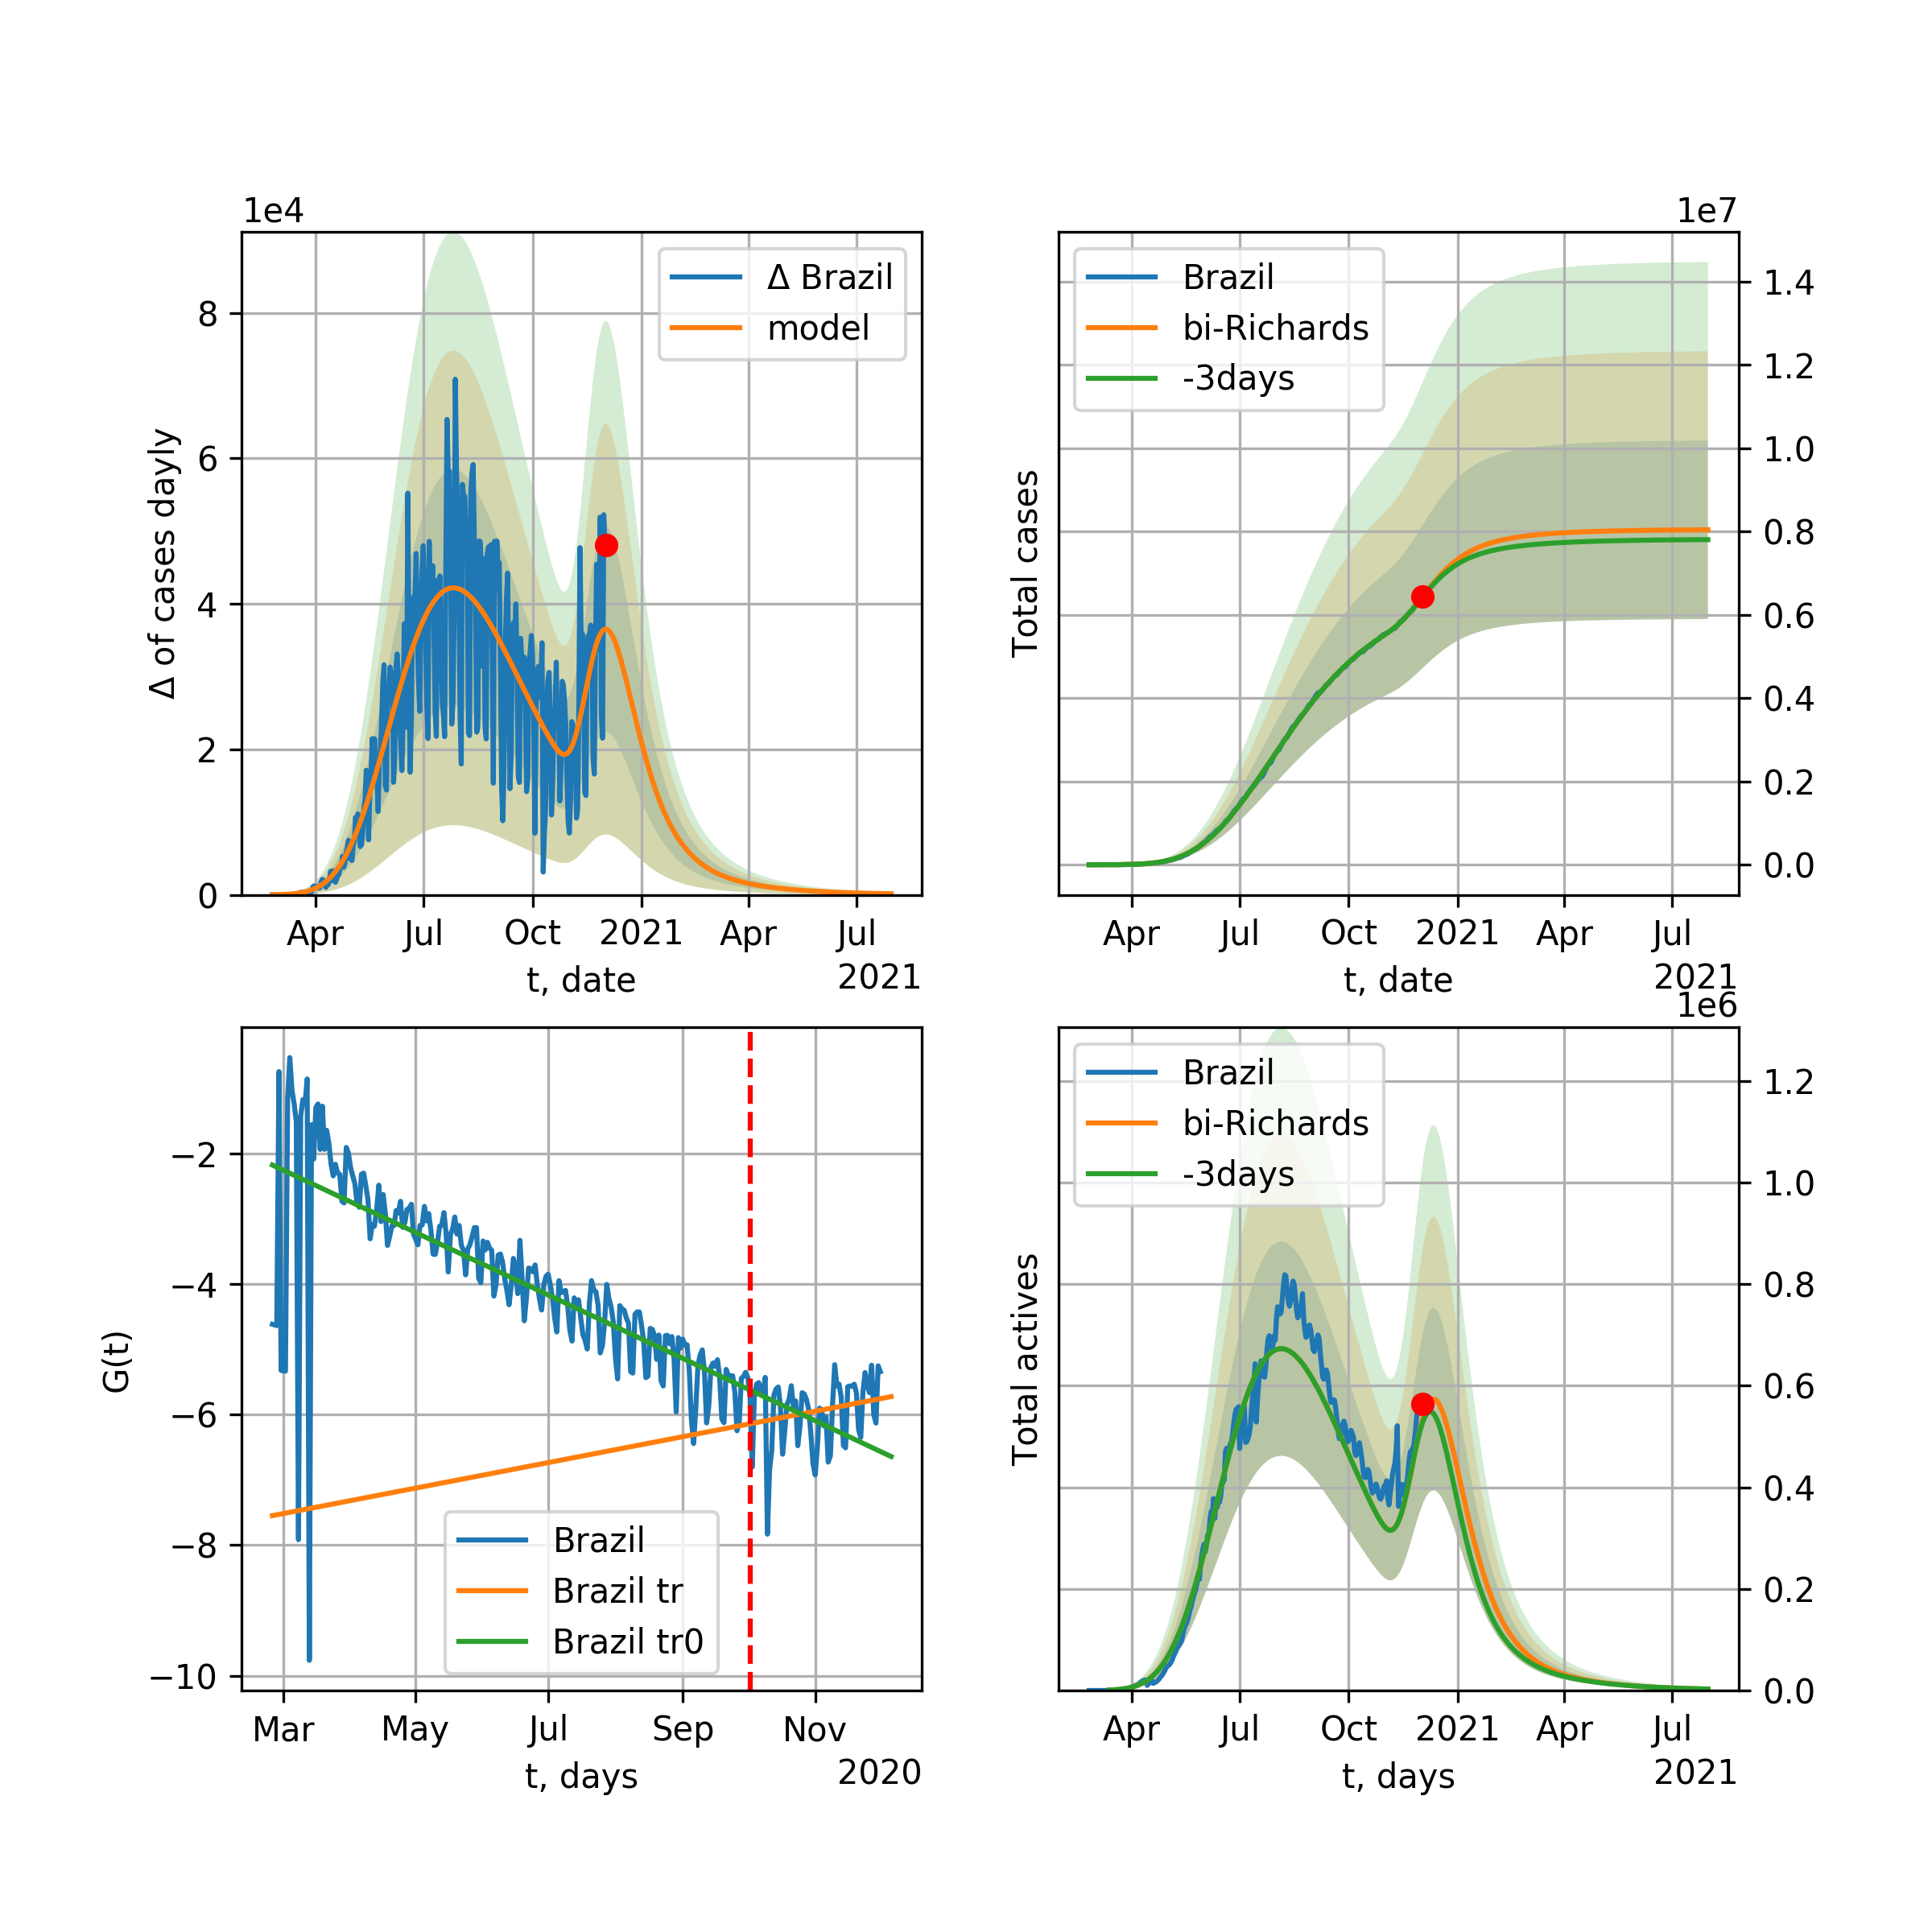 1e4
Δ of cases dayly
8
6
4
2
0
Δ Brazil
model
Apr Jul Oct 2021 Apr Jul
t, date 2021
1e7
Total cases
Brazil
bi-Richards
-3days
1.4
1.2
1.0
0.8
0.6
0.4
0.2
0.0
Apr Jul Oct 2021 Apr Jul
t, date 2021
G(t)
−2
−4
−6
−8
−10
Brazil
Brazil tr
Brazil tr0
Mar May Jul Sep Nov
t, days 2020
1e6
Total actives
Brazil
bi-Richards
-3days
1.2
1.0
0.8
0.6
0.4
0.2
0.0
Apr Jul Oct 2021 Apr Jul
t, days 2021